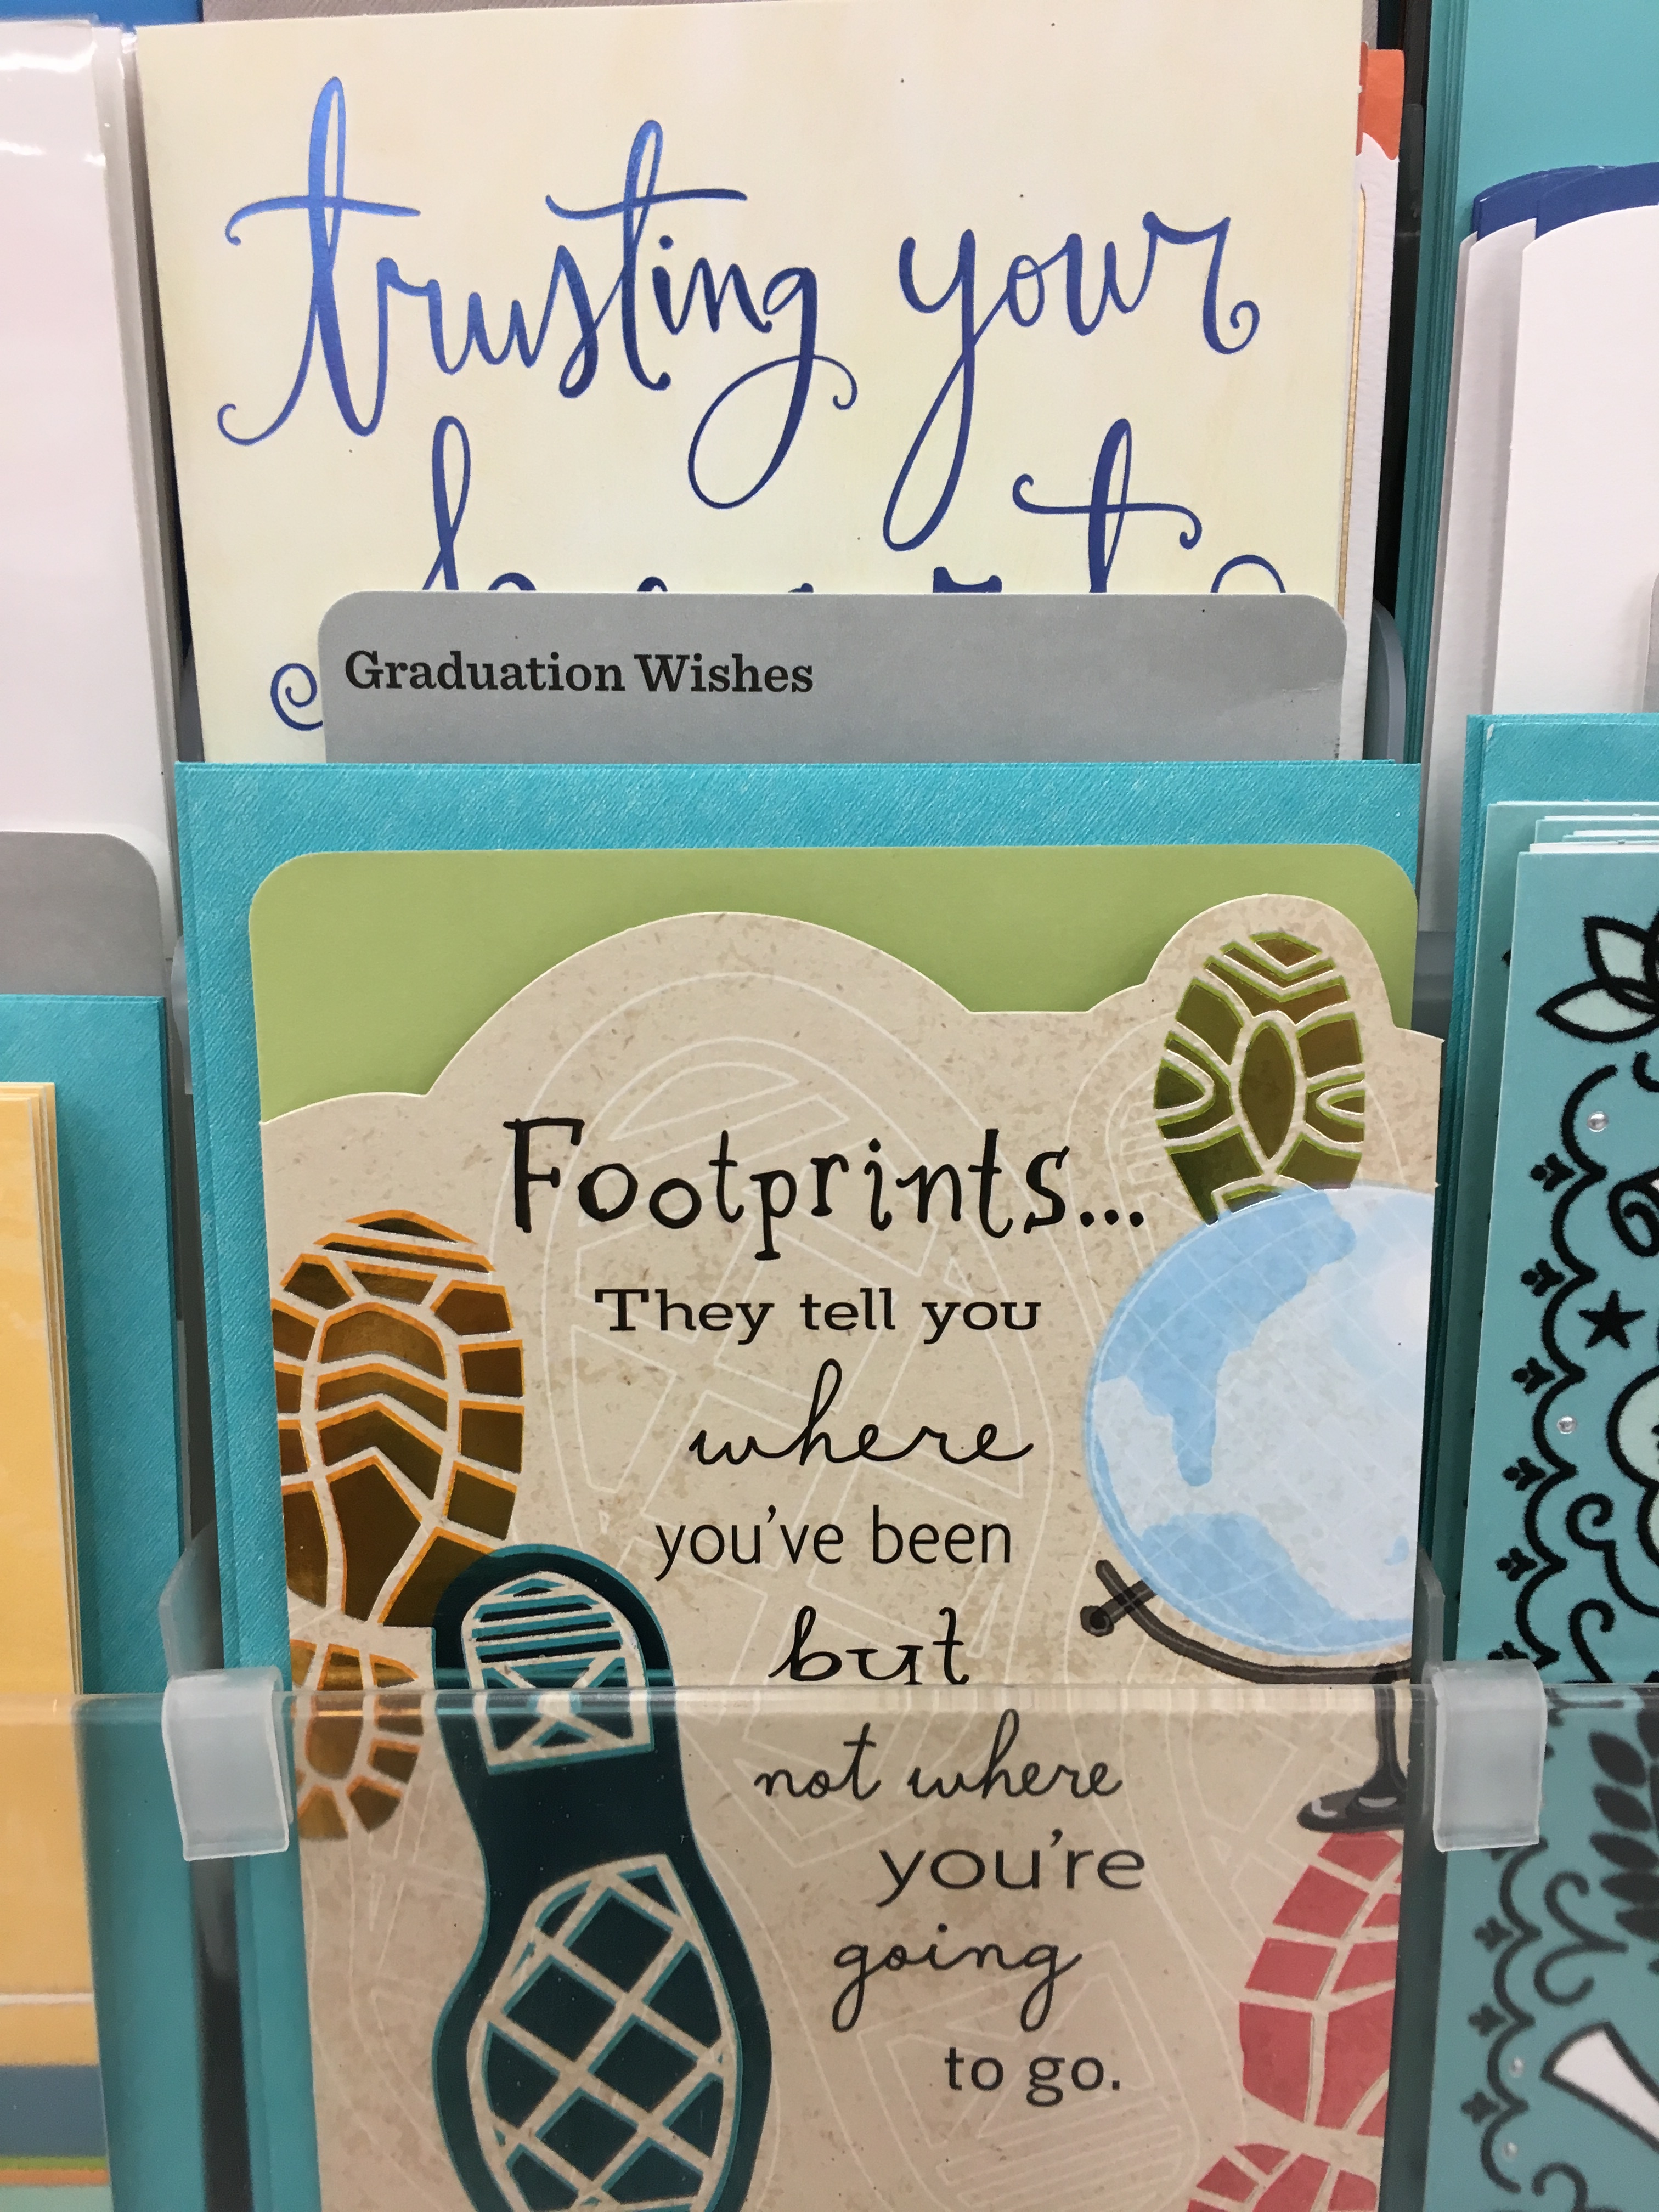 trusting your
Graduation Wishes
Footprints...
They tell you
where
you've been
but
not where
you're
going
to go.